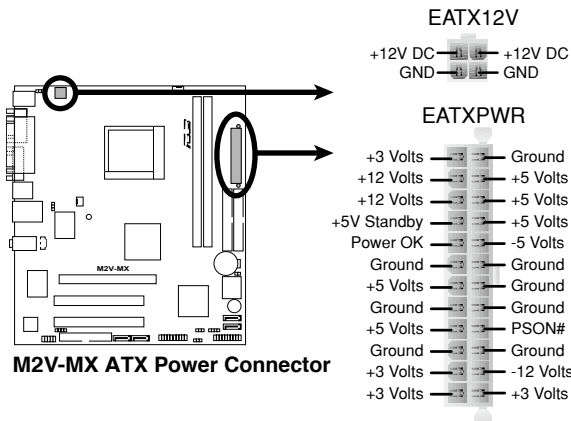 EATX12V
+12V DC +12V DC
GND GND
EATXPWR
+3 Volts Ground
+12 Volts +5 Volts
+12 Volts +5 Volts
+5V Standby +5 Volts
Power OK -5 Volts
Ground Ground
+5 Volts Ground
Ground Ground
+5 Volts PSON#
Ground Ground
+3 Volts -12 Volts
+3 Volts +3 Volts
M2V-MX
M2V-MX ATX Power Connector